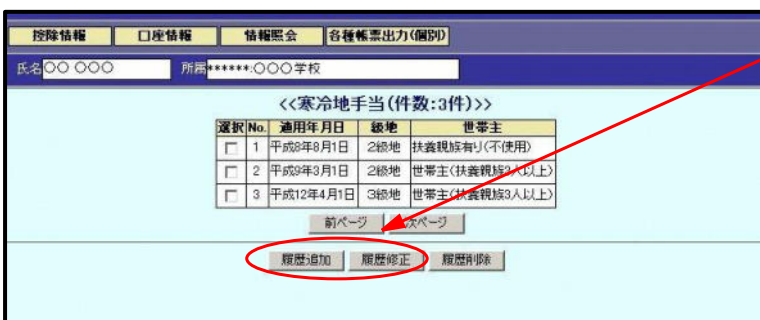 控除情報 口座情報 情報照会 各種帳票出力(個別)
氏名 〇〇 〇〇〇 所属 ******:〇〇〇学校
<<寒冷地手当(件数:3件)>>
選択 No. 適用年月日 級地 世帯主
1 平成8年8月1日 2級地 扶養親族有り(不使用)
2 平成9年3月1日 2級地 世帯主(扶養親族3人以上)
3 平成12年4月1日 3級地 世帯主(扶養親族3人以上)
前ページ 次ページ
履歴追加 履歴修正 履歴削除